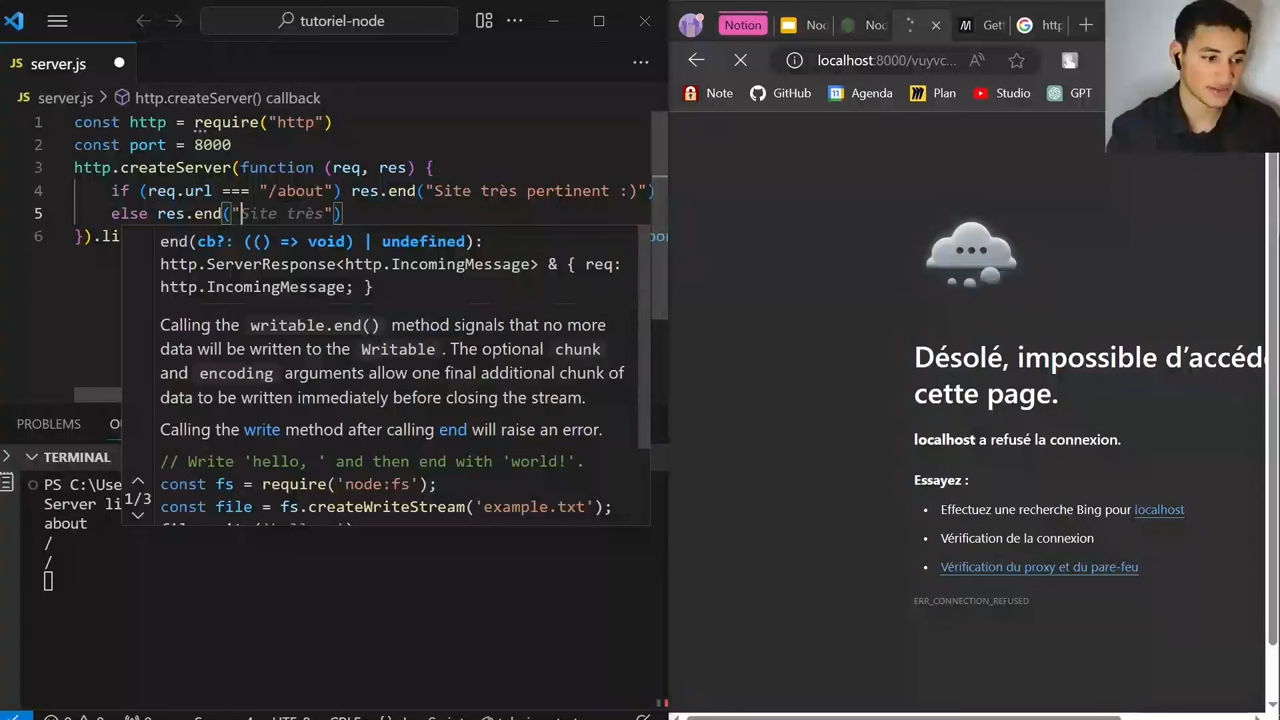 tutoriel-node
JS server.js
JS server.js > http.createServer() callback
1 const http = require("http")
2 const port = 8000
3 http.createServer(function (req, res) {
4 if (req.url === "/about") res.end("Site très pertinent :)")
5 else res.end("Site très")
6 }).li
end(cb?: (() => void) | undefined):
http.ServerResponse<http.IncomingMessage> & { req:
http.IncomingMessage; }
Calling the writable.end() method signals that no more
data will be written to the Writable. The optional chunk
and encoding arguments allow one final additional chunk of
data to be written immediately before closing the stream.
Calling the write method after calling end will raise an error.
// Write 'hello, ' and then end with 'world!'.
const fs = require('node:fs');
1/3
const file = fs.createWriteStream('example.txt');
PROBLEMS
TERMINAL
PS C:\Use
Server li
about
/
/
Notion
Nod
Noc
M Gett
G http
localhost:8000/vuyvc...
Note
GitHub
Agenda
Plan
Studio
GPT
Désolé, impossible d'accéd
cette page.
localhost a refusé la connexion.
Essayez :
• Effectuez une recherche Bing pour localhost
• Vérification de la connexion
• Vérification du proxy et du pare-feu
ERR_CONNECTION_REFUSED